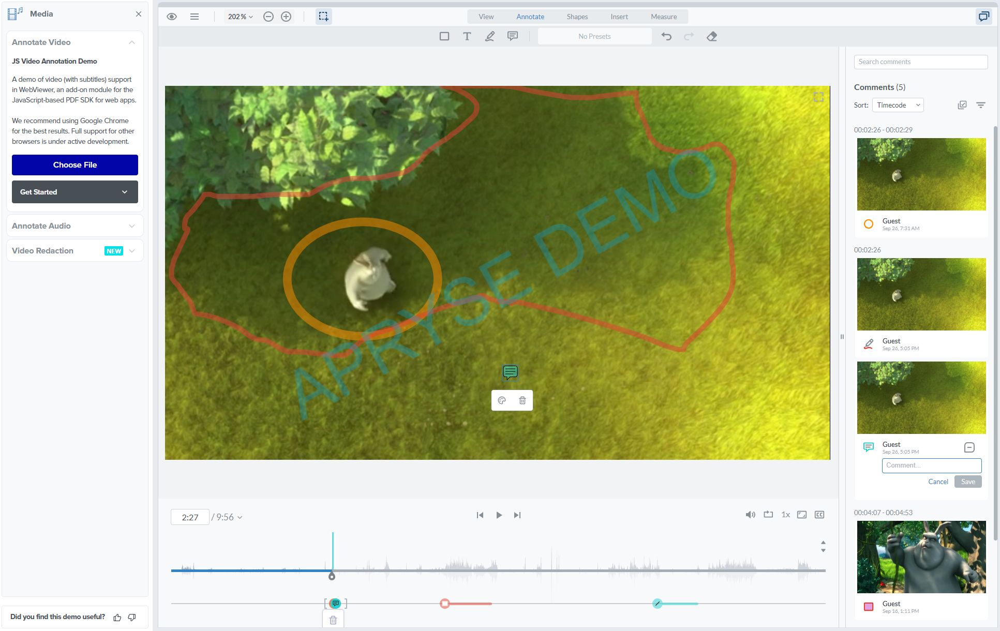 Media
Annotate Video
JS Video Annotation Demo
A demo of video (with subtitles) support
in WebViewer, an add-on module for the
JavaScript-based PDF SDK for web apps.
We recommend using Google Chrome
for the best results. Full support for other
browsers is under active development.
Choose File
Get Started
Annotate Audio
Video Redaction NEW
Did you find this demo useful?
202%
View Annotate Shapes Insert Measure
T No Presets
APRYSE DEMO
2:27 / 9:56
1x CC
Search comments
Comments (5)
Sort: Timecode
00:02:26 - 00:02:29
Guest
Sep 26, 7:31 AM
00:02:26
Guest
Sep 26, 5:05 PM
Guest
Sep 26, 5:05 PM
Comment...
Cancel Save
00:04:07 - 00:04:53
Guest
Sep 16, 1:11 PM